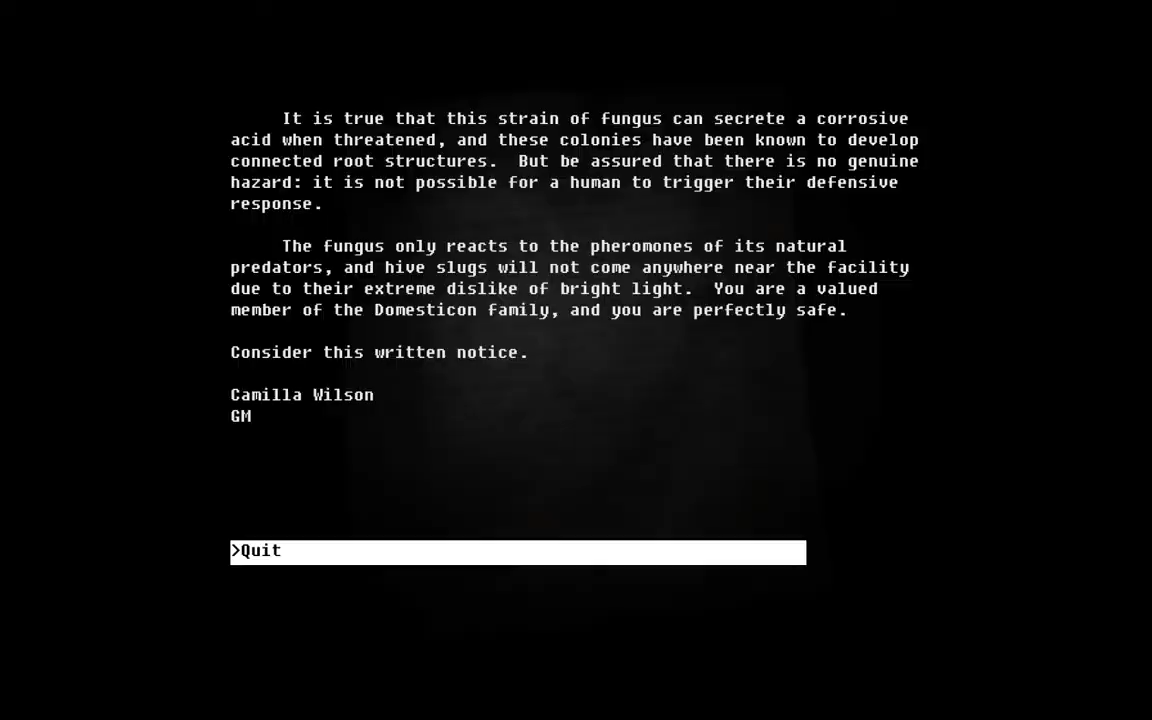 It is true that this strain of fungus can secrete a corrosive
acid when threatened, and these colonies have been known to develop
connected root structures.  But be assured that there is no genuine
hazard: it is not possible for a human to trigger their defensive
response.
The fungus only reacts to the pheromones of its natural
predators, and hive slugs will not come anywhere near the facility
due to their extreme dislike of bright light.  You are a valued
member of the Domesticon family, and you are perfectly safe.
Consider this written notice.
Camilla Wilson
GM
>Quit